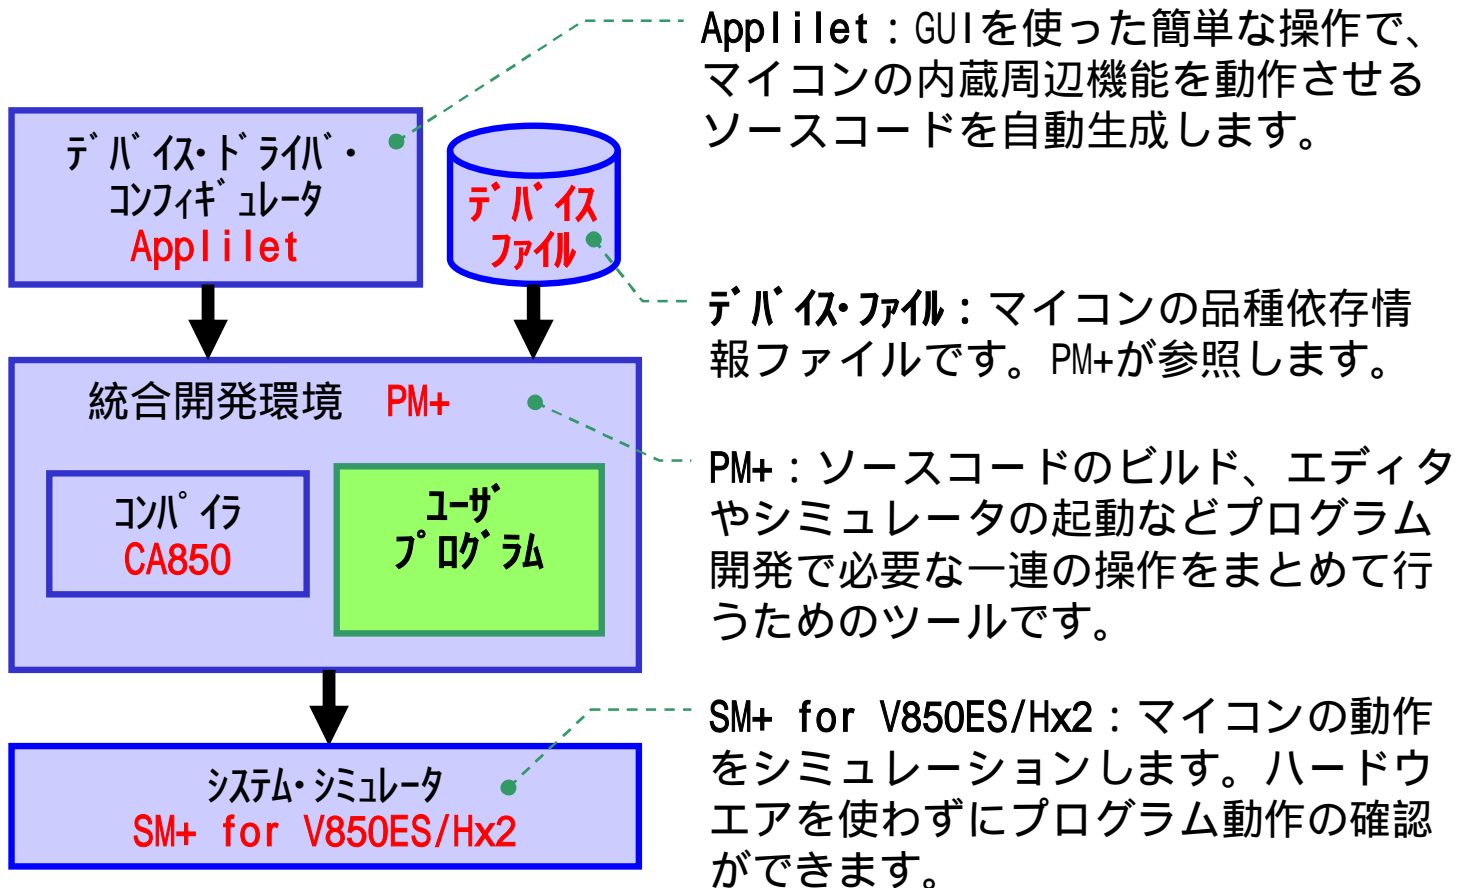 Applilet：GUIを使った簡単な操作で、
マイコンの内蔵周辺機能を動作させる
ソースコードを自動生成します。
ﾃﾞﾊﾞｲｽ･ﾄﾞﾗｲﾊﾞ･
ｺﾝﾌｨｷﾞｭﾚｰﾀ
Applilet
ﾃﾞﾊﾞｲｽ
ﾌｧｲﾙ
ﾃﾞﾊﾞｲｽ･ﾌｧｲﾙ：マイコンの品種依存情
報ファイルです。PM+が参照します。
統合開発環境 PM+
ｺﾝﾊﾟｲﾗ
CA850
ﾕｰｻﾞ
ﾌﾟﾛｸﾞﾗﾑ
PM+：ソースコードのビルド、エディタ
やシミュレータの起動などプログラム
開発で必要な一連の操作をまとめて行
うためのツールです。
ｼｽﾃﾑ･ｼﾐｭﾚｰﾀ
SM+ for V850ES/Hx2
SM+ for V850ES/Hx2：マイコンの動作
をシミュレーションします。ハードウ
エアを使わずにプログラム動作の確認
ができます。